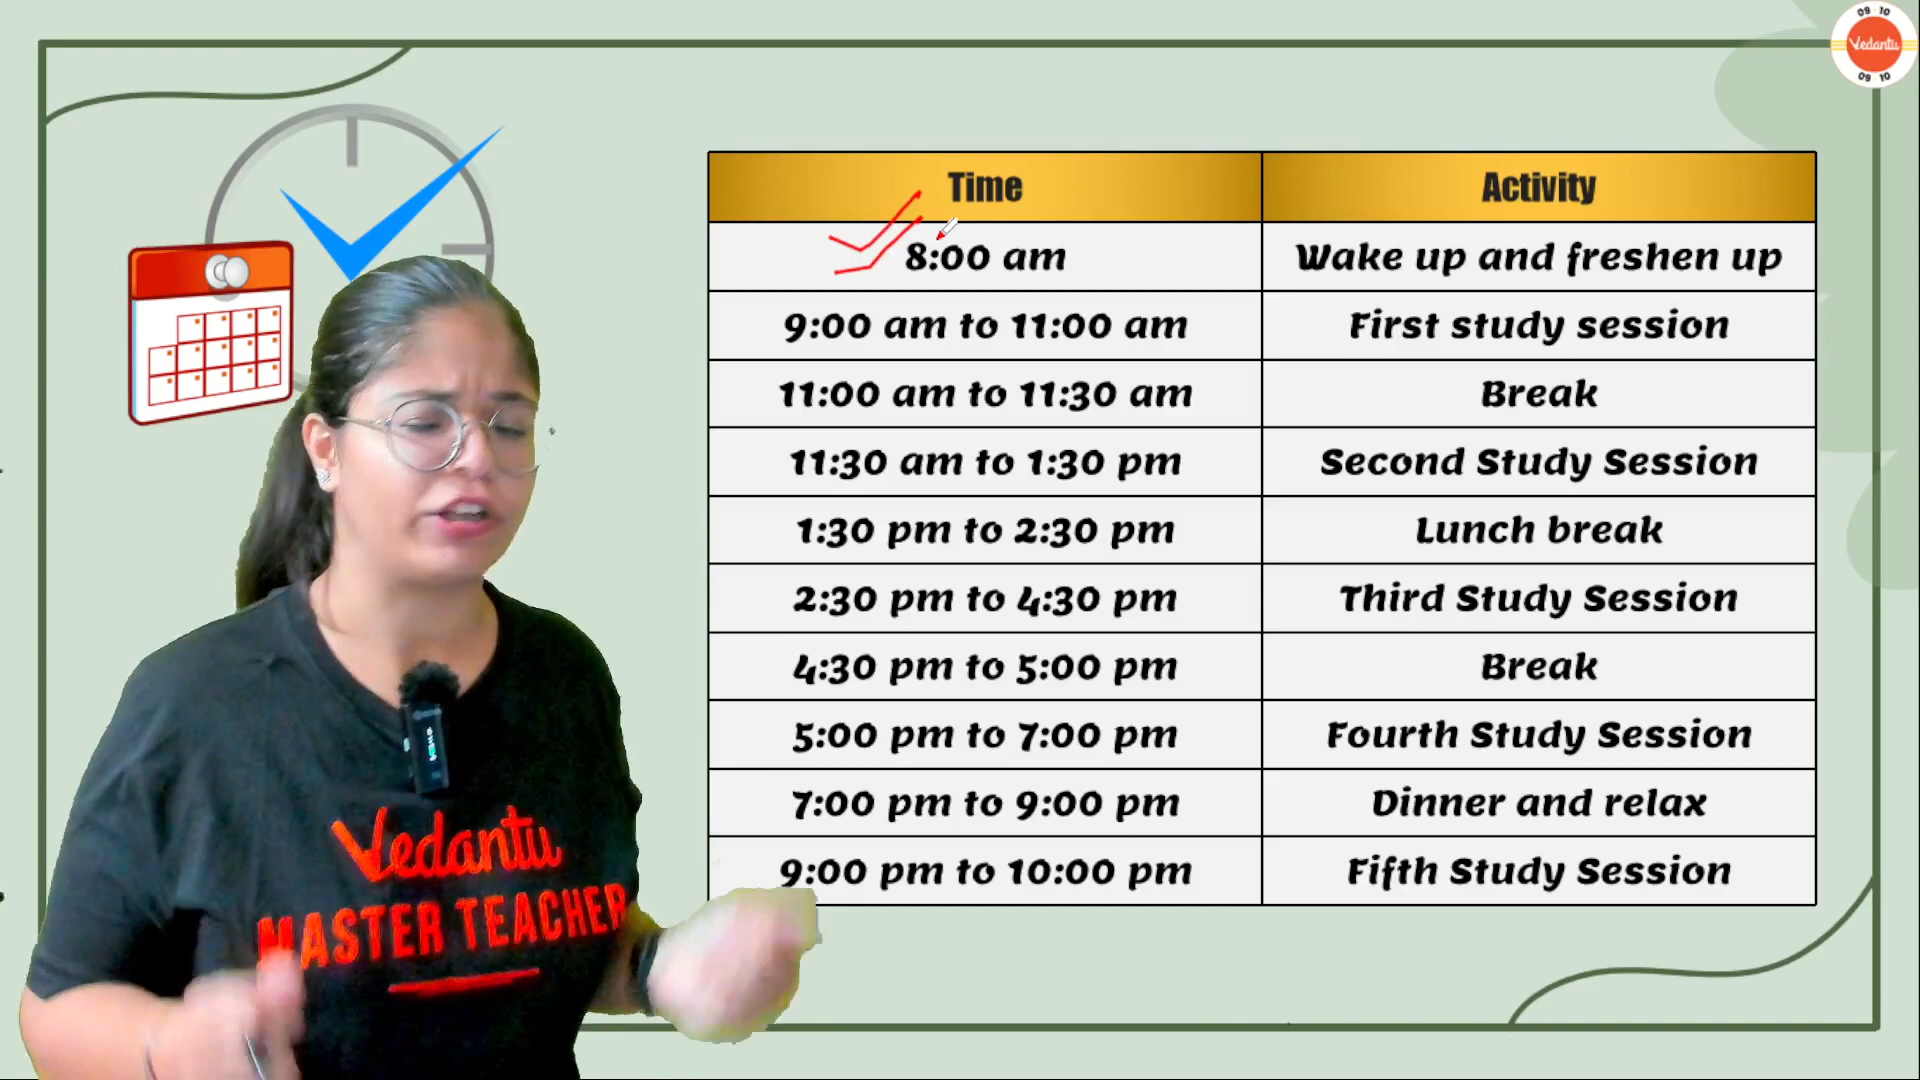 09 10
Vedantu
09 10
Time Activity
8:00 am Wake up and freshen up
9:00 am to 11:00 am First study session
11:00 am to 11:30 am Break
11:30 am to 1:30 pm Second Study Session
1:30 pm to 2:30 pm Lunch break
2:30 pm to 4:30 pm Third Study Session
4:30 pm to 5:00 pm Break
5:00 pm to 7:00 pm Fourth Study Session
7:00 pm to 9:00 pm Dinner and relax
9:00 pm to 10:00 pm Fifth Study Session
Vedantu
MASTER TEACHER